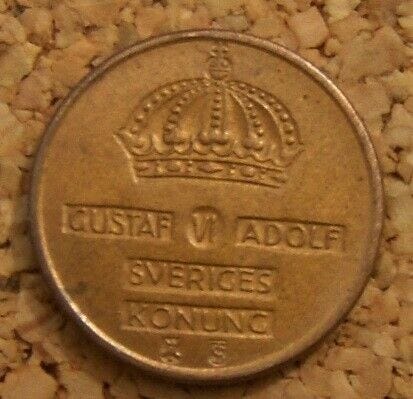 GUSTAF VI ADOLF
SVERIGES
KONUNG